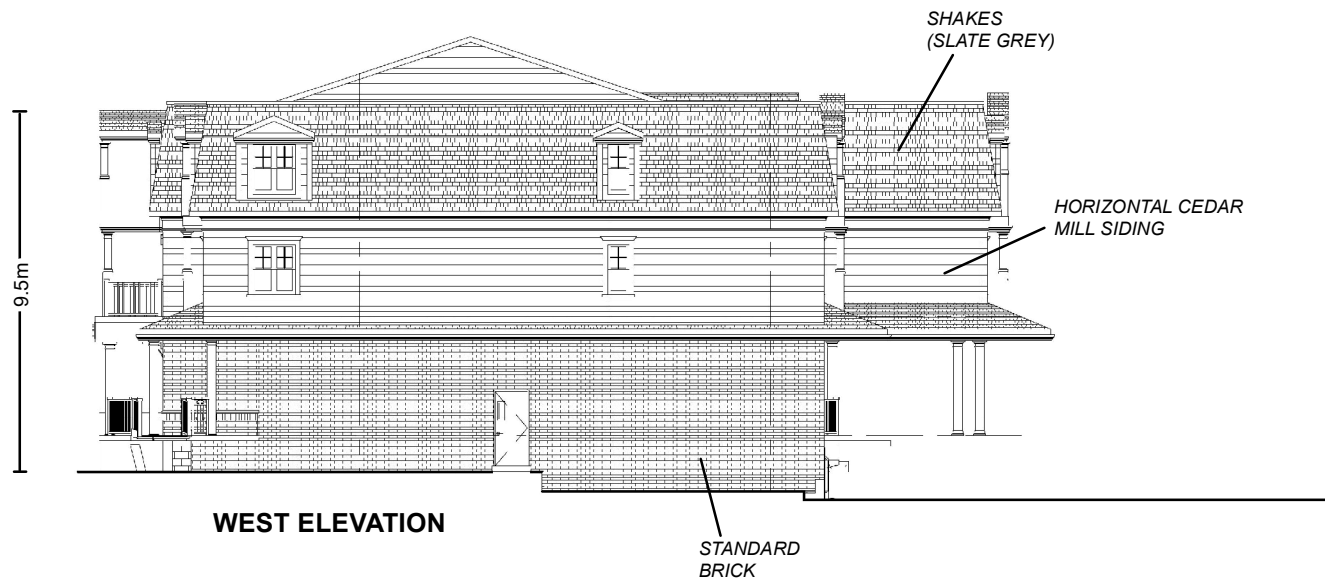 SHAKES
(SLATE GREY)
HORIZONTAL CEDAR
MILL SIDING
9.5m
WEST ELEVATION
STANDARD
BRICK